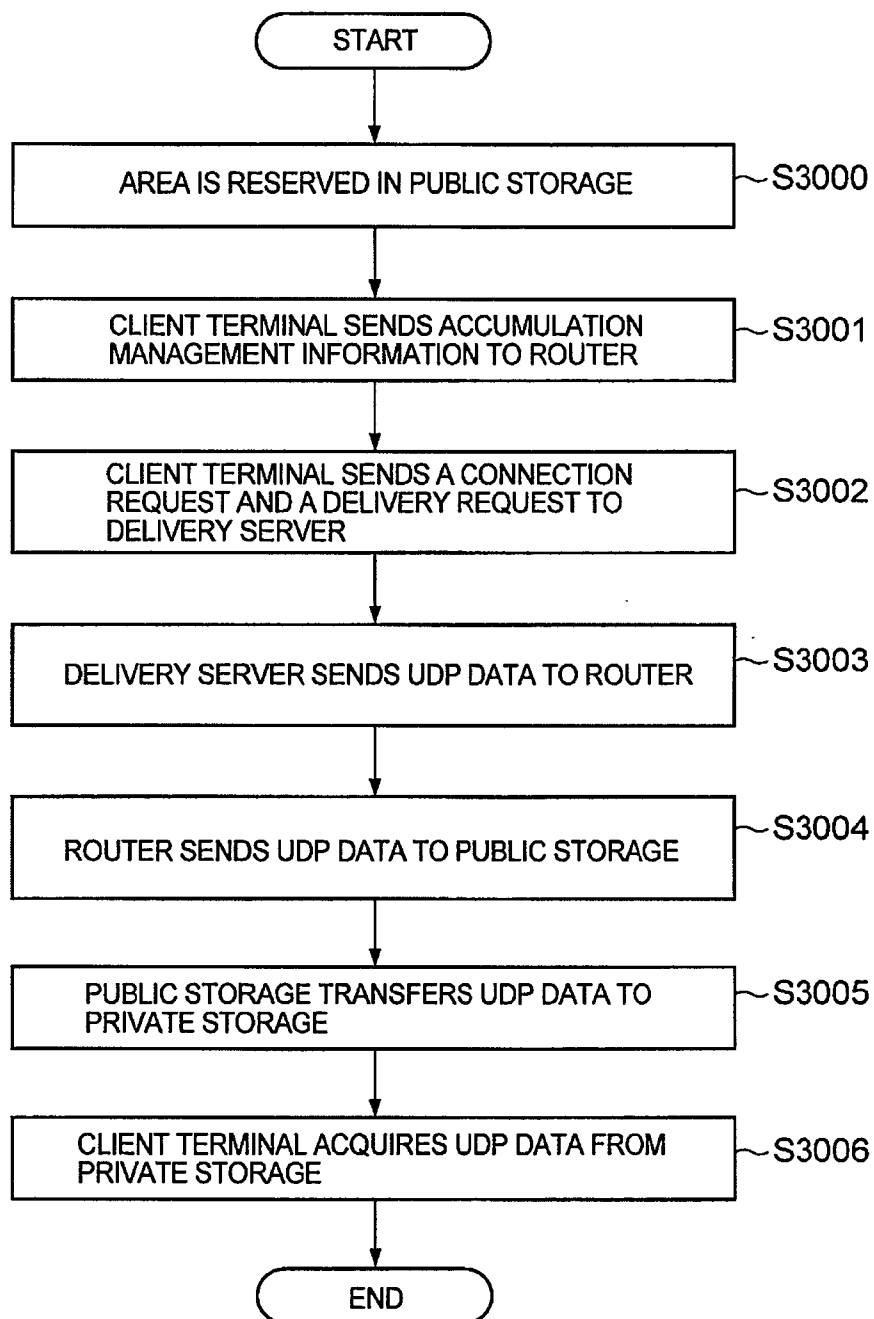 START
AREA IS RESERVED IN PUBLIC STORAGE
S3000
CLIENT TERMINAL SENDS ACCUMULATION
MANAGEMENT INFORMATION TO ROUTER
S3001
CLIENT TERMINAL SENDS A CONNECTION
REQUEST AND A DELIVERY REQUEST TO
DELIVERY SERVER
S3002
DELIVERY SERVER SENDS UDP DATA TO ROUTER
S3003
ROUTER SENDS UDP DATA TO PUBLIC STORAGE
S3004
PUBLIC STORAGE TRANSFERS UDP DATA TO
PRIVATE STORAGE
S3005
CLIENT TERMINAL ACQUIRES UDP DATA FROM
PRIVATE STORAGE
S3006
END